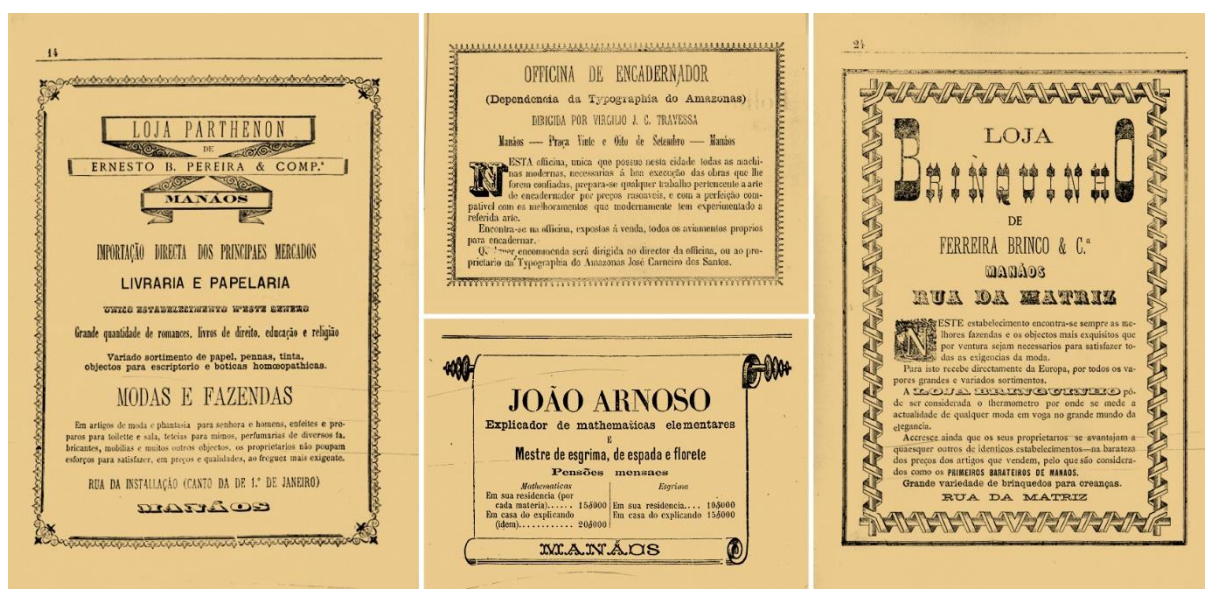 14
LOJA PARTHENON
DE
ERNESTO B. PEREIRA & COMP.ª
MANÁOS
IMPORTAÇÃO DIRECTA DOS PRINCIPAES MERCADOS
LIVRARIA E PAPELARIA
UNICO ESTABELECIMENTO N'ESTE GENERO
Grande quantidade de romances, livros de direito, educação e religião
Variado sortimento de papel, pennas, tinta,
objectos para escriptorio e boticas homœopathicas.
MODAS E FAZENDAS
Em artigos de moda e phantasia para senhora e homens, enfeites e pre-
paros para toilette e sala, teteias para mimos, perfumarias de diversos fa-
bricantes, mobilias e muitos outros objectos, os proprietarios não poupam
esforços para satisfazer, em preços e qualidades, ao freguez mais exigente.
RUA DA INSTALLAÇÃO (CANTO DA DE 1.º DE JANEIRO)
MANÁOS
OFFICINA DE ENCADERNADOR
(Dependencia da Typographia do Amazonas)
DIRIGIDA POR VIRGILIO J. C. TRAVESSA
Manáos — Praça Vinte e Oito de Setembro — Manáos
NESTA officina, unica que possue nesta cidade todas as machi-
nas modernas, necessarias á boa execução das obras que lhe
forem confiadas, prepara-se qualquer trabalho pertencente a arte
de encadernador por preços rasoaveis, e com a perfeição com-
pativel com os melhoramentos que modernamente tem experimentado a
referida arte.
Encontra-se na officina, expostos á venda, todos os aviamentos proprios
para encadernar.
encommenda será dirigida ao director da officina, ou ao pro-
prietario da Typographia do Amazonas José Carneiro dos Santos.
JOÃO ARNOSO
Explicador de mathematicas elementares
E
Mestre de esgrima, de espada e florete
Pensões mensaes
Mathematicas
Em sua residencia (por
cada materia)...... 15$000
Em casa do explicando
(idem)............ 20$000
Esgrima
Em sua residencia.... 10$000
Em casa do explicando 15$000
MANÁOS
24
LOJA
BRINQUINHO
DE
FERREIRA BRINCO & C.ª
MANÁOS
RUA DA MATRIZ
NESTE estabelecimento encontra-se sempre as me-
lhores fazendas e os objectos mais exquisitos que
por ventura sejam necessarios para satisfazer to-
das as exigencias da moda.
Para isto recebe directamente da Europa, por todos os va-
pores grandes e variados sortimentos.
A LOJA BRINQUINHO pó-
de ser considerada o thermometro por onde se mede a
actualidade de qualquer moda em voga no grande mundo da
elegancia.
Accresce ainda que os seus proprietarios se avantajam a
quaesquer outros de identicos estabelecimentos—na barateza
dos preços dos artigos que vendem, pelo que são considera-
dos como os PRIMEIROS BARATEIROS DE MANAOS.
Grande variedade de brinquedos para creanças.
RUA DA MATRIZ